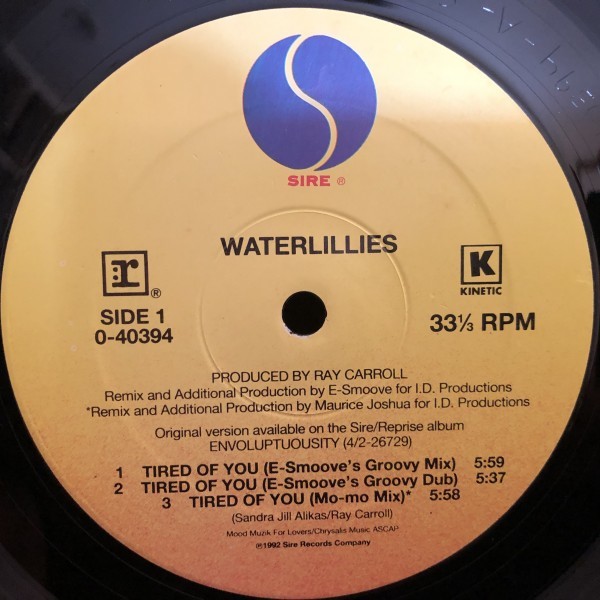 SIRE ®
WATERLILLIES
r ®
K
KINETIC
SIDE 1
0-40394
33⅓ RPM
PRODUCED BY RAY CARROLL
Remix and Additional Production by E-Smoove for I.D. Productions
*Remix and Additional Production by Maurice Joshua for I.D. Productions
Original version available on the Sire/Reprise album
ENVOLUPTUOUSITY (4/2-26729)
1 TIRED OF YOU (E-Smoove's Groovy Mix) 5:59
2 TIRED OF YOU (E-Smoove's Groovy Dub) 5:37
3 TIRED OF YOU (Mo-mo Mix)* 5:58
(Sandra Jill Alikas/Ray Carroll)
Mood Muzik For Lovers/Chrysalis Music ASCAP
℗1992 Sire Records Company